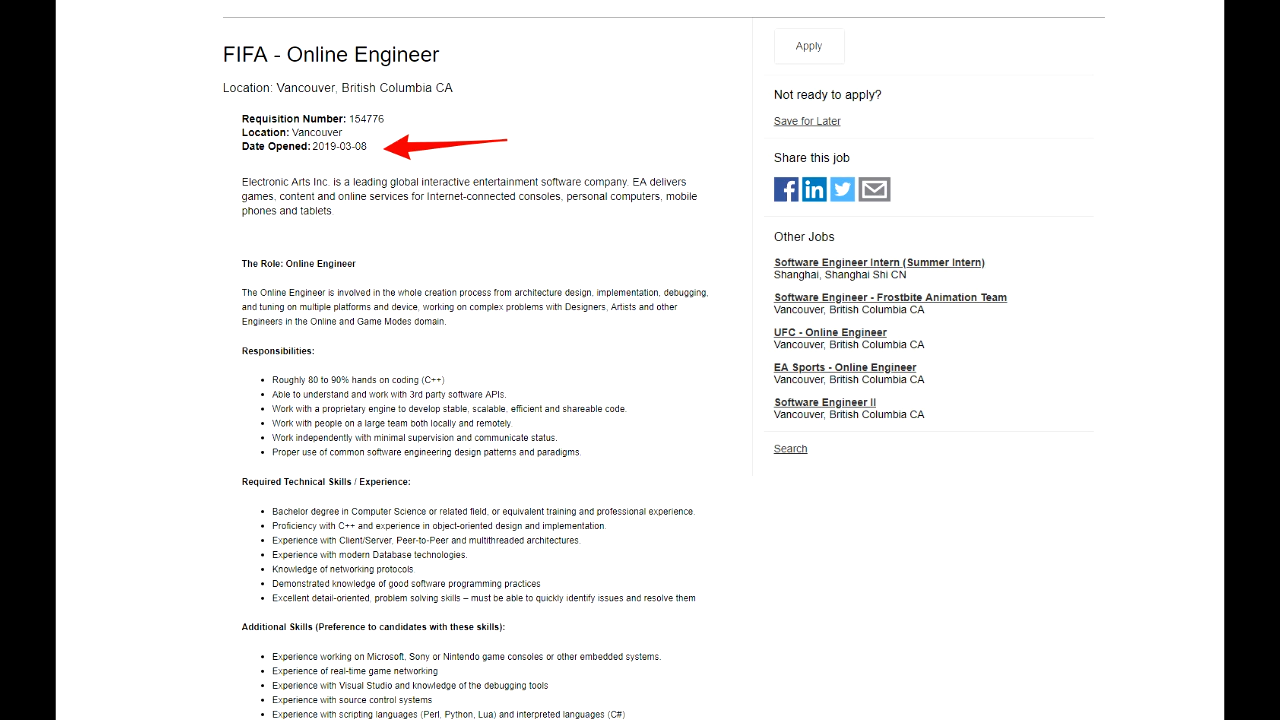 FIFA - Online Engineer
Location: Vancouver, British Columbia CA
Requisition Number: 154776
Location: Vancouver
Date Opened: 2019-03-08
Electronic Arts Inc. is a leading global interactive entertainment software company. EA delivers
games, content and online services for Internet-connected consoles, personal computers, mobile
phones and tablets.
The Role: Online Engineer
The Online Engineer is involved in the whole creation process from architecture design, implementation, debugging,
and tuning on multiple platforms and device, working on complex problems with Designers, Artists and other
Engineers in the Online and Game Modes domain.
Responsibilities:
• Roughly 80 to 90% hands on coding (C++)
• Able to understand and work with 3rd party software APIs.
• Work with a proprietary engine to develop stable, scalable, efficient and shareable code.
• Work with people on a large team both locally and remotely.
• Work independently with minimal supervision and communicate status.
• Proper use of common software engineering design patterns and paradigms.
Required Technical Skills / Experience:
• Bachelor degree in Computer Science or related field, or equivalent training and professional experience.
• Proficiency with C++ and experience in object-oriented design and implementation.
• Experience with Client/Server, Peer-to-Peer and multithreaded architectures.
• Experience with modern Database technologies.
• Knowledge of networking protocols.
• Demonstrated knowledge of good software programming practices
• Excellent detail-oriented, problem solving skills – must be able to quickly identify issues and resolve them
Additional Skills (Preference to candidates with these skills):
• Experience working on Microsoft, Sony or Nintendo game consoles or other embedded systems.
• Experience of real-time game networking
• Experience with Visual Studio and knowledge of the debugging tools
• Experience with source control systems
• Experience with scripting languages (Perl, Python, Lua) and interpreted languages (C#)
Apply
Not ready to apply?
Save for Later
Share this job
Other Jobs
Software Engineer Intern (Summer Intern)
Shanghai, Shanghai Shi CN
Software Engineer - Frostbite Animation Team
Vancouver, British Columbia CA
UFC - Online Engineer
Vancouver, British Columbia CA
EA Sports - Online Engineer
Vancouver, British Columbia CA
Software Engineer II
Vancouver, British Columbia CA
Search